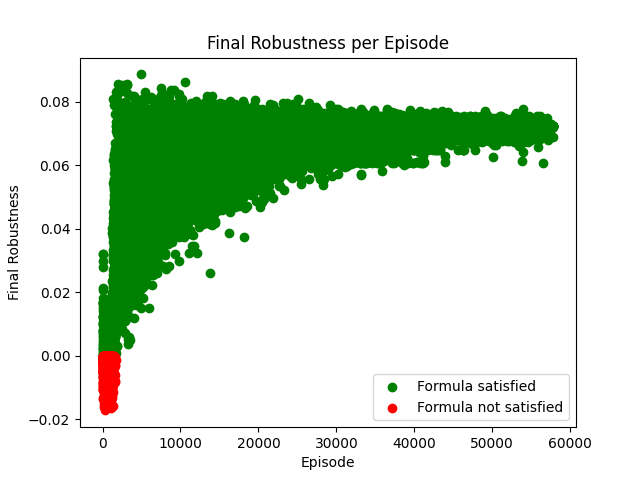 Final Robustness per Episode
Final Robustness
0.08
0.06
0.04
0.02
0.00
−0.02
Formula satisfied
Formula not satisfied
0 10000 20000 30000 40000 50000 60000
Episode